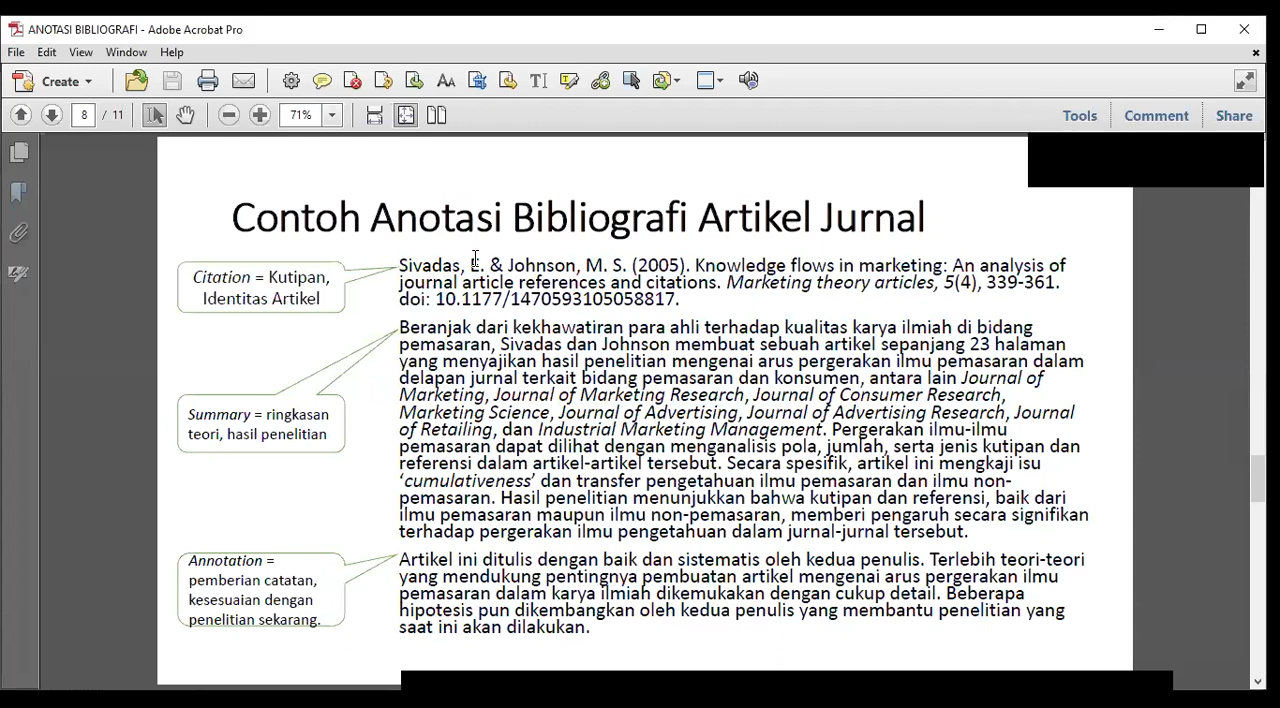 ANOTASI BIBLIOGRAFI - Adobe Acrobat Pro
File Edit View Window Help
Create
8 / 11 71% Tools Comment Share
Contoh Anotasi Bibliografi Artikel Jurnal
Citation = Kutipan,
Identitas Artikel
Sivadas, E. & Johnson, M. S. (2005). Knowledge flows in marketing: An analysis of
journal article references and citations. Marketing theory articles, 5(4), 339-361.
doi: 10.1177/1470593105058817.
Summary = ringkasan
teori, hasil penelitian
Beranjak dari kekhawatiran para ahli terhadap kualitas karya ilmiah di bidang
pemasaran, Sivadas dan Johnson membuat sebuah artikel sepanjang 23 halaman
yang menyajikan hasil penelitian mengenai arus pergerakan ilmu pemasaran dalam
delapan jurnal terkait bidang pemasaran dan konsumen, antara lain Journal of
Marketing, Journal of Marketing Research, Journal of Consumer Research,
Marketing Science, Journal of Advertising, Journal of Advertising Research, Journal
of Retailing, dan Industrial Marketing Management. Pergerakan ilmu-ilmu
pemasaran dapat dilihat dengan menganalisis pola, jumlah, serta jenis kutipan dan
referensi dalam artikel-artikel tersebut. Secara spesifik, artikel ini mengkaji isu
‘cumulativeness’ dan transfer pengetahuan ilmu pemasaran dan ilmu non-
pemasaran. Hasil penelitian menunjukkan bahwa kutipan dan referensi, baik dari
ilmu pemasaran maupun ilmu non-pemasaran, memberi pengaruh secara signifikan
terhadap pergerakan ilmu pengetahuan dalam jurnal-jurnal tersebut.
Annotation =
pemberian catatan,
kesesuaian dengan
penelitian sekarang.
Artikel ini ditulis dengan baik dan sistematis oleh kedua penulis. Terlebih teori-teori
yang mendukung pentingnya pembuatan artikel mengenai arus pergerakan ilmu
pemasaran dalam karya ilmiah dikemukakan dengan cukup detail. Beberapa
hipotesis pun dikembangkan oleh kedua penulis yang membantu penelitian yang
saat ini akan dilakukan.